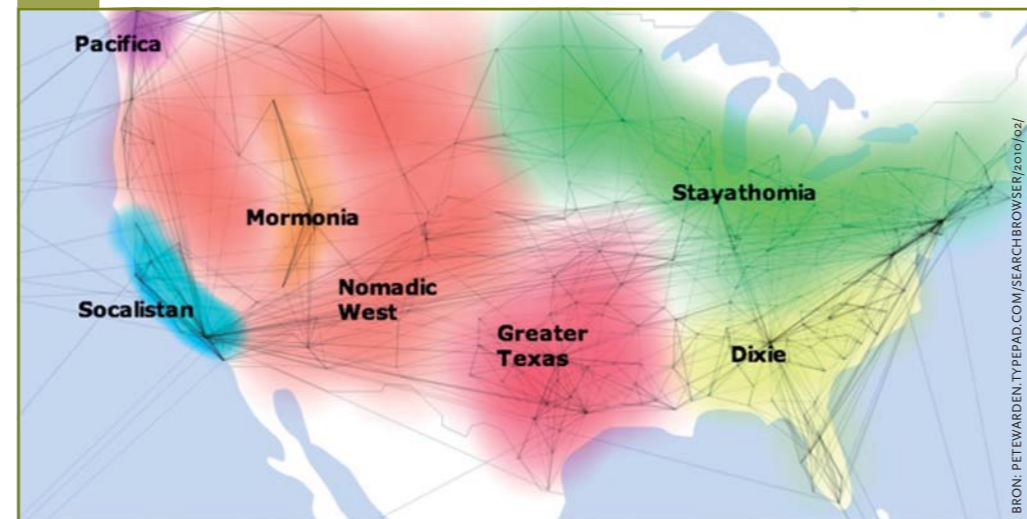 Pacifica
Stayathomia
Mormonia
Nomadic
West
Socalistan
Greater
Texas
Dixie
BRON: PETEWARDEN.TYPEPAD.COM/SEARCHBROWSER/2010/02/